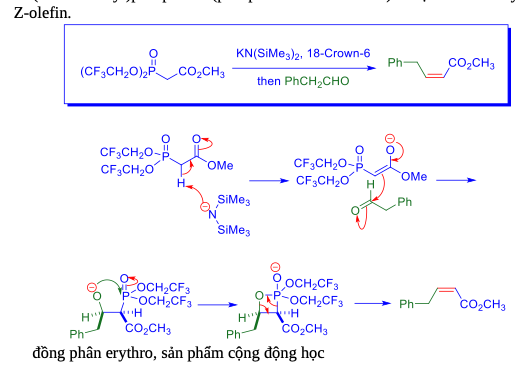 Z-olefin.
(CF3CH2O)2P CO2CH3
O
KN(SiMe3)2, 18-Crown-6
then PhCH2CHO
Ph CO2CH3
CF3CH2O
CF3CH2O
P
O
O
OMe
H
N
SiMe3
SiMe3
CF3CH2O
CF3CH2O
P
O
O
OMe
H
O
Ph
O
O
P
OCH2CF3
OCH2CF3
H
H
Ph
CO2CH3
O
O
P
OCH2CF3
OCH2CF3
H
H
Ph
CO2CH3
Ph
CO2CH3
đồng phân erythro, sản phẩm cộng động học